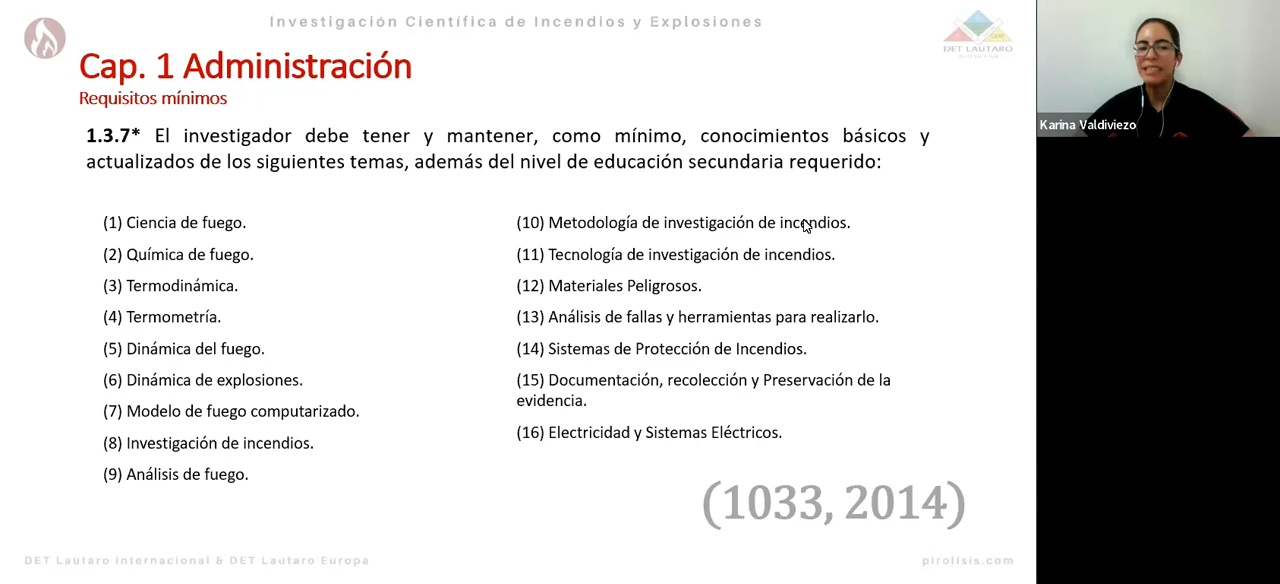 Investigación Científica de Incendios y Explosiones
DET LAUTARO
Cap. 1 Administración
Requisitos mínimos
1.3.7* El investigador debe tener y mantener, como mínimo, conocimientos básicos y
actualizados de los siguientes temas, además del nivel de educación secundaria requerido:
(1) Ciencia de fuego.
(2) Química de fuego.
(3) Termodinámica.
(4) Termometría.
(5) Dinámica del fuego.
(6) Dinámica de explosiones.
(7) Modelo de fuego computarizado.
(8) Investigación de incendios.
(9) Análisis de fuego.
(10) Metodología de investigación de incendios.
(11) Tecnología de investigación de incendios.
(12) Materiales Peligrosos.
(13) Análisis de fallas y herramientas para realizarlo.
(14) Sistemas de Protección de Incendios.
(15) Documentación, recolección y Preservación de la
evidencia.
(16) Electricidad y Sistemas Eléctricos.
(1033, 2014)
DET Lautaro Internacional & DET Lautaro Europa
pirolisis.com
Karina Valdiviezo